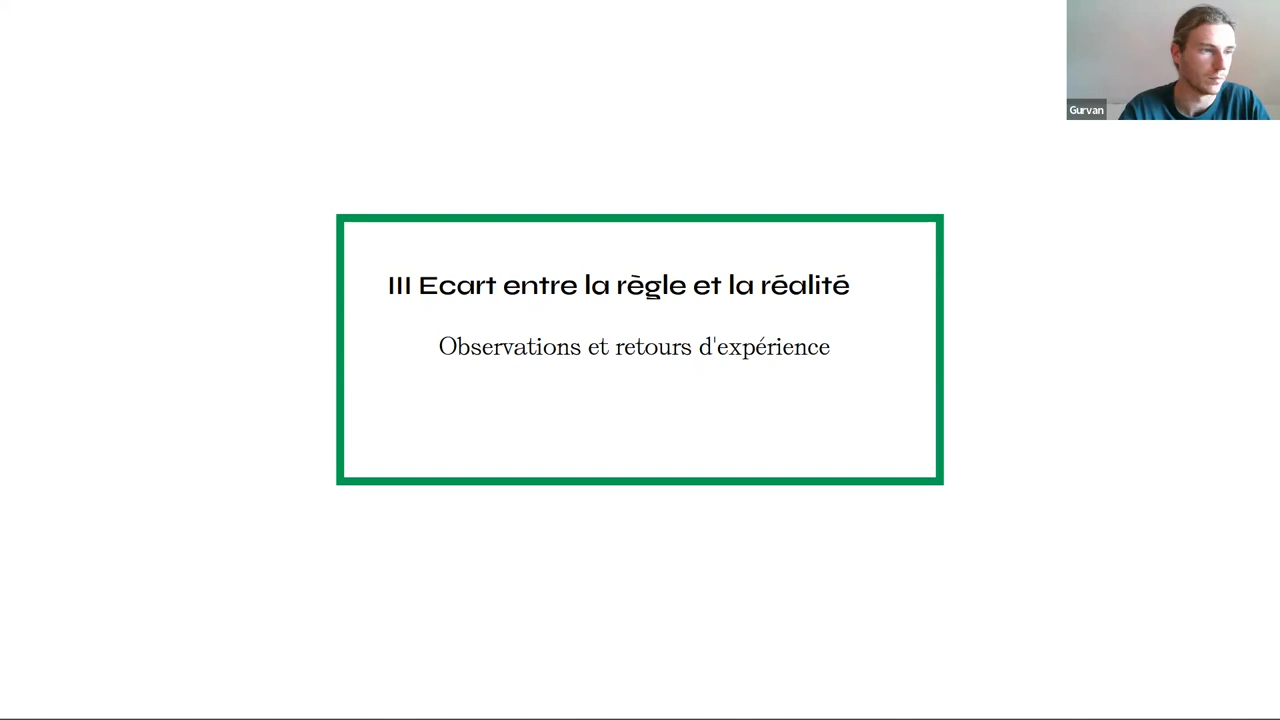 Gurvan
III Ecart entre la règle et la réalité
Observations et retours d'expérience